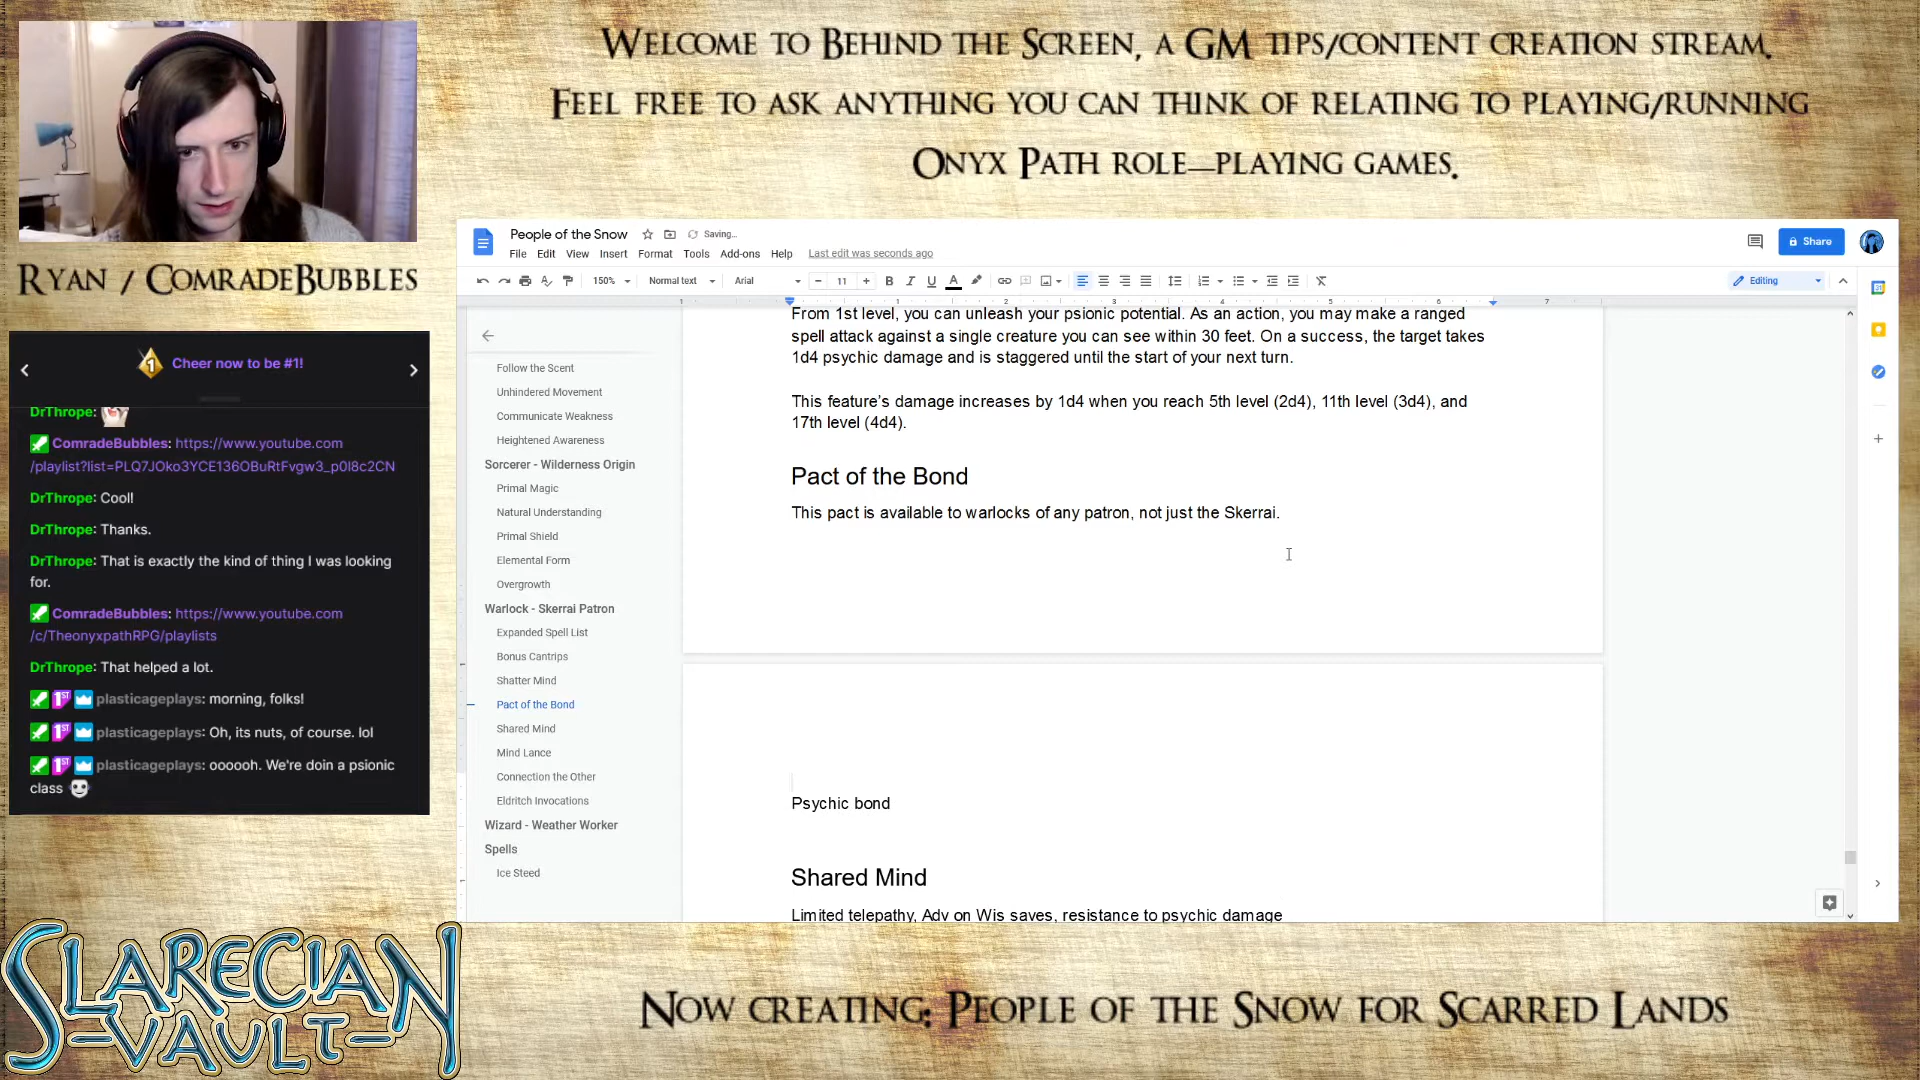 WELCOME TO BEHIND THE SCREEN, A GM TIPS/CONTENT CREATION STREAM.
FEEL FREE TO ASK ANYTHING YOU CAN THINK OF RELATING TO PLAYING/RUNNING
ONYX PATH ROLE-PLAYING GAMES.
RYAN / COMRADEBUBBLES
1 Cheer now to be #1!
DrThrope:
ComradeBubbles: https://www.youtube.com
/playlist?list=PLQ7JOko3YCE136OBuRtFvgw3_p0I8c2CN
DrThrope: Cool!
DrThrope: Thanks.
DrThrope: That is exactly the kind of thing I was looking
for.
ComradeBubbles: https://www.youtube.com
/c/TheonyxpathRPG/playlists
DrThrope: That helped a lot.
1ST plasticageplays: morning, folks!
1ST plasticageplays: Oh, its nuts, of course. lol
1ST plasticageplays: oooooh. We're doin a psionic
class
People of the Snow Saving...
File Edit View Insert Format Tools Add-ons Help Last edit was seconds ago
Share
150% Normal text Arial 11 B I U A Editing
1 1 2 3 4 5 6 7
Follow the Scent
Unhindered Movement
Communicate Weakness
Heightened Awareness
Sorcerer - Wilderness Origin
Primal Magic
Natural Understanding
Primal Shield
Elemental Form
Overgrowth
Warlock - Skerrai Patron
Expanded Spell List
Bonus Cantrips
Shatter Mind
Pact of the Bond
Shared Mind
Mind Lance
Connection the Other
Eldritch Invocations
Wizard - Weather Worker
Spells
Ice Steed
From 1st level, you can unleash your psionic potential. As an action, you may make a ranged
spell attack against a single creature you can see within 30 feet. On a success, the target takes
1d4 psychic damage and is staggered until the start of your next turn.
This feature's damage increases by 1d4 when you reach 5th level (2d4), 11th level (3d4), and
17th level (4d4).
Pact of the Bond
This pact is available to warlocks of any patron, not just the Skerrai.
Psychic bond
Shared Mind
Limited telepathy, Adv on Wis saves, resistance to psychic damage
SLARECIAN
VAULT
NOW CREATING: PEOPLE OF THE SNOW FOR SCARRED LANDS